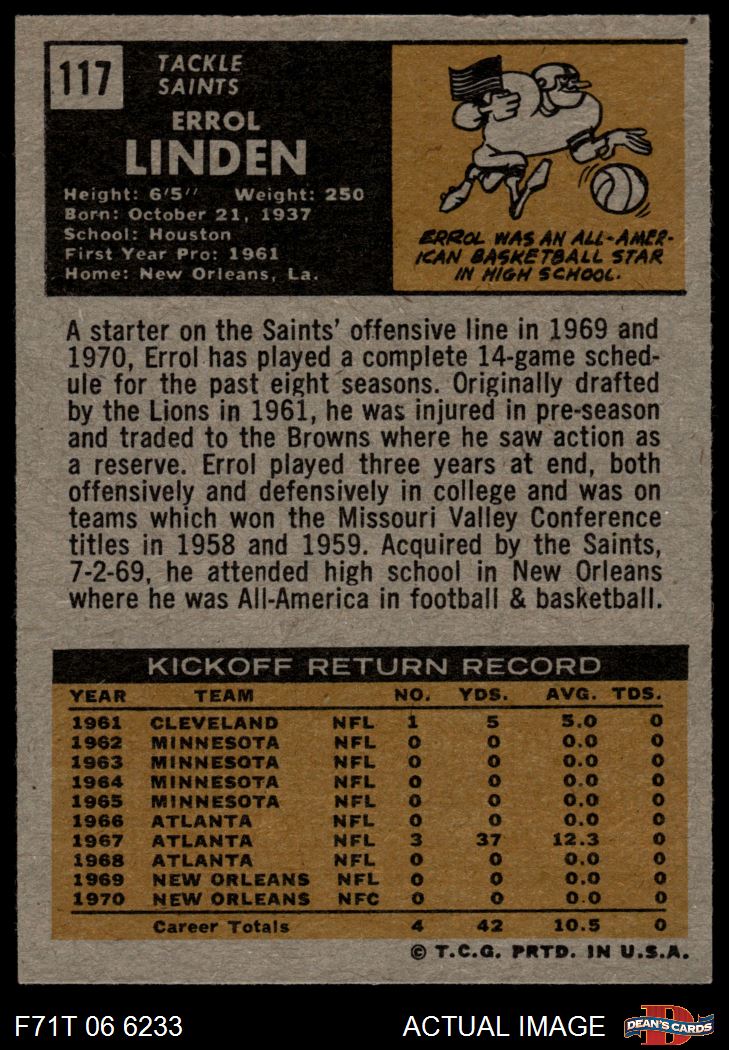 117
TACKLE
SAINTS
ERROL
LINDEN
Height: 6'5" Weight: 250
Born: October 21, 1937
School: Houston
First Year Pro: 1961
Home: New Orleans, La.
ERROL WAS AN ALL-AMER-
ICAN BASKETBALL STAR
IN HIGH SCHOOL.
A starter on the Saints' offensive line in 1969 and
1970, Errol has played a complete 14-game sched-
ule for the past eight seasons. Originally drafted
by the Lions in 1961, he was injured in pre-season
and traded to the Browns where he saw action as
a reserve. Errol played three years at end, both
offensively and defensively in college and was on
teams which won the Missouri Valley Conference
titles in 1958 and 1959. Acquired by the Saints,
7-2-69, he attended high school in New Orleans
where he was All-America in football & basketball.
KICKOFF RETURN RECORD
YEAR TEAM NO. YDS. AVG. TDS.
1961 CLEVELAND NFL 1 5 5.0 0
1962 MINNESOTA NFL 0 0 0.0 0
1963 MINNESOTA NFL 0 0 0.0 0
1964 MINNESOTA NFL 0 0 0.0 0
1965 MINNESOTA NFL 0 0 0.0 0
1966 ATLANTA NFL 0 0 0.0 0
1967 ATLANTA NFL 3 37 12.3 0
1968 ATLANTA NFL 0 0 0.0 0
1969 NEW ORLEANS NFL 0 0 0.0 0
1970 NEW ORLEANS NFC 0 0 0.0 0
Career Totals 4 42 10.5 0
© T.C.G. PRTD. IN U.S.A.
F71T 06 6233 ACTUAL IMAGE
D
DEAN'S CARDS